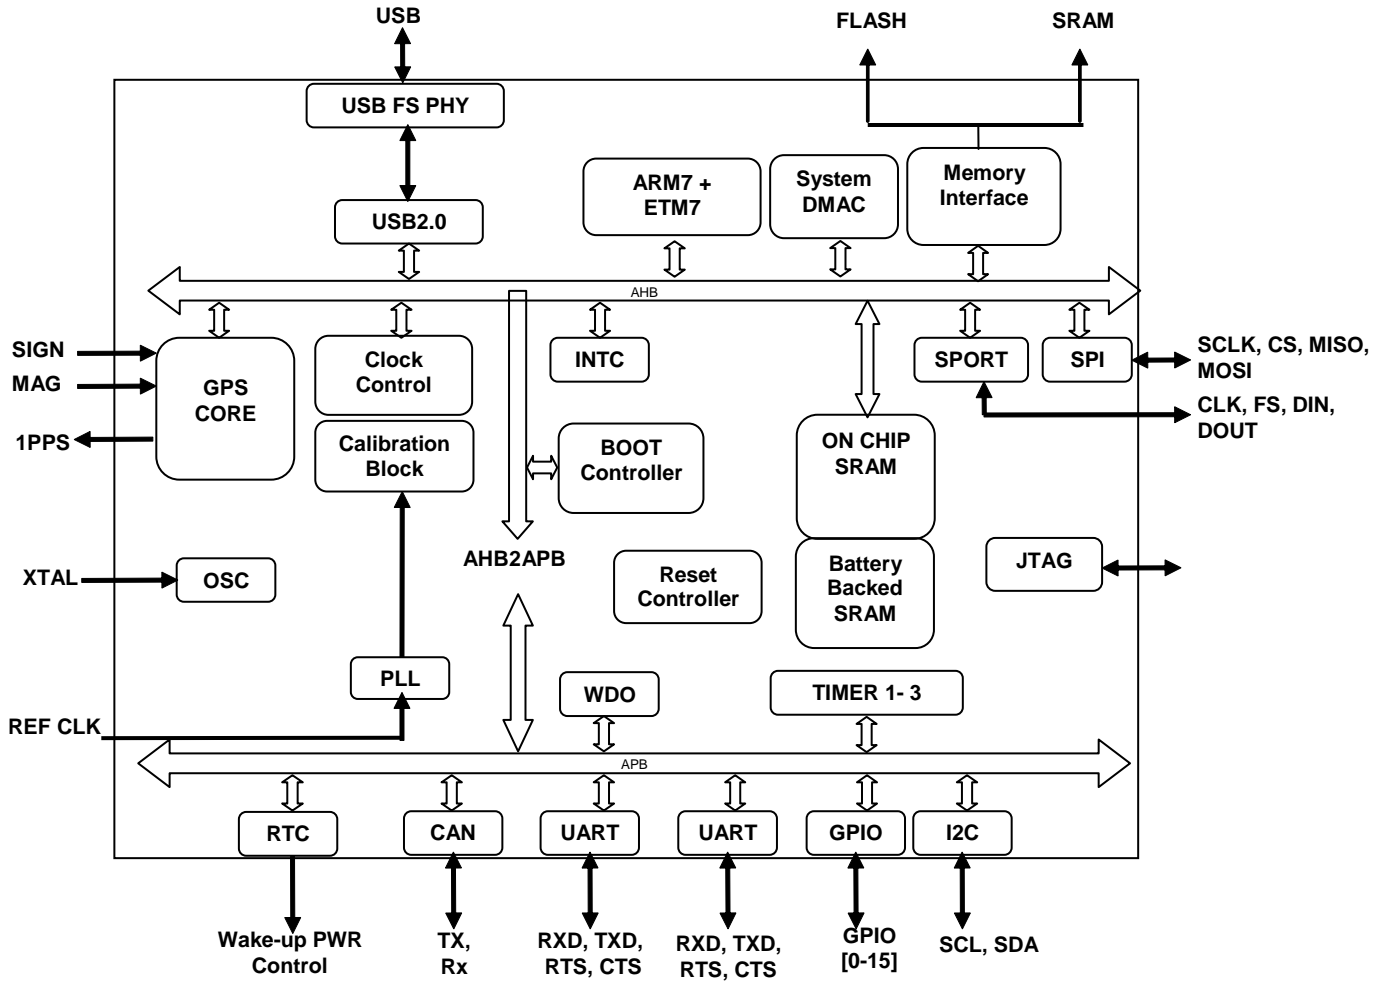 USB
FLASH
SRAM
USB FS PHY
ARM7 +
ETM7
System
DMAC
Memory
Interface
USB2.0
AHB
SIGN
MAG
1PPS
GPS
CORE
Clock
Control
INTC
SPORT
SPI
SCLK, CS, MISO,
MOSI
CLK, FS, DIN,
DOUT
Calibration
Block
BOOT
Controller
ON CHIP
SRAM
AHB2APB
XTAL
OSC
Reset
Controller
Battery
Backed
SRAM
JTAG
PLL
WDO
TIMER 1- 3
REF CLK
APB
RTC
CAN
UART
UART
GPIO
I2C
Wake-up PWR
Control
TX,
Rx
RXD, TXD,
RTS, CTS
RXD, TXD,
RTS, CTS
GPIO
[0-15]
SCL, SDA